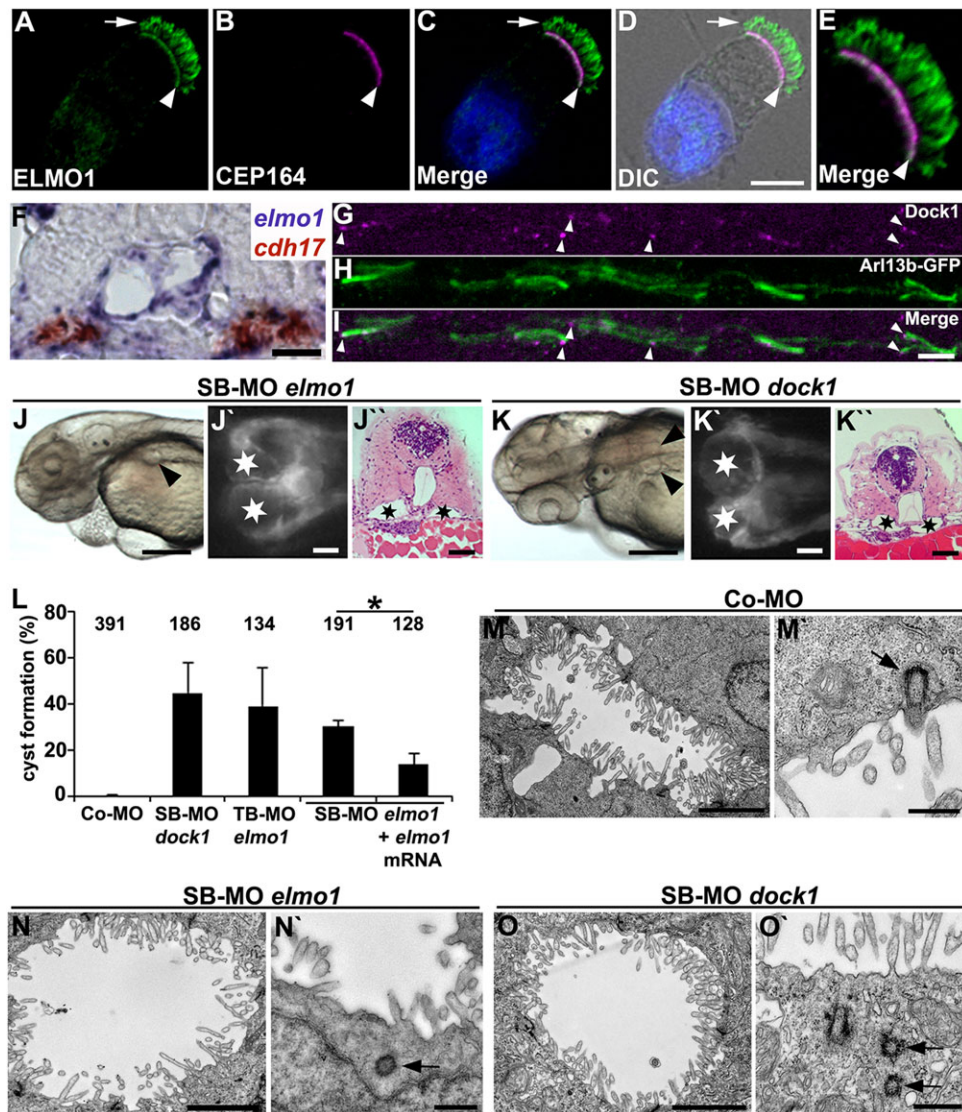 A
B
C
D
E
ELMO1
CEP164
Merge
DIC
Merge
F
elmo1
cdh17
G
Dock1
H
Arl13b-GFP
I
Merge
SB-MO elmo1
SB-MO dock1
J
J`
J``
K
K`
K``
L
cyst formation (%)
80
60
40
20
0
391
186
134
191
128
*
Co-MO
SB-MO dock1
TB-MO elmo1
SB-MO elmo1
+ elmo1 mRNA
Co-MO
M
M`
SB-MO elmo1
SB-MO dock1
N
N`
O
O`